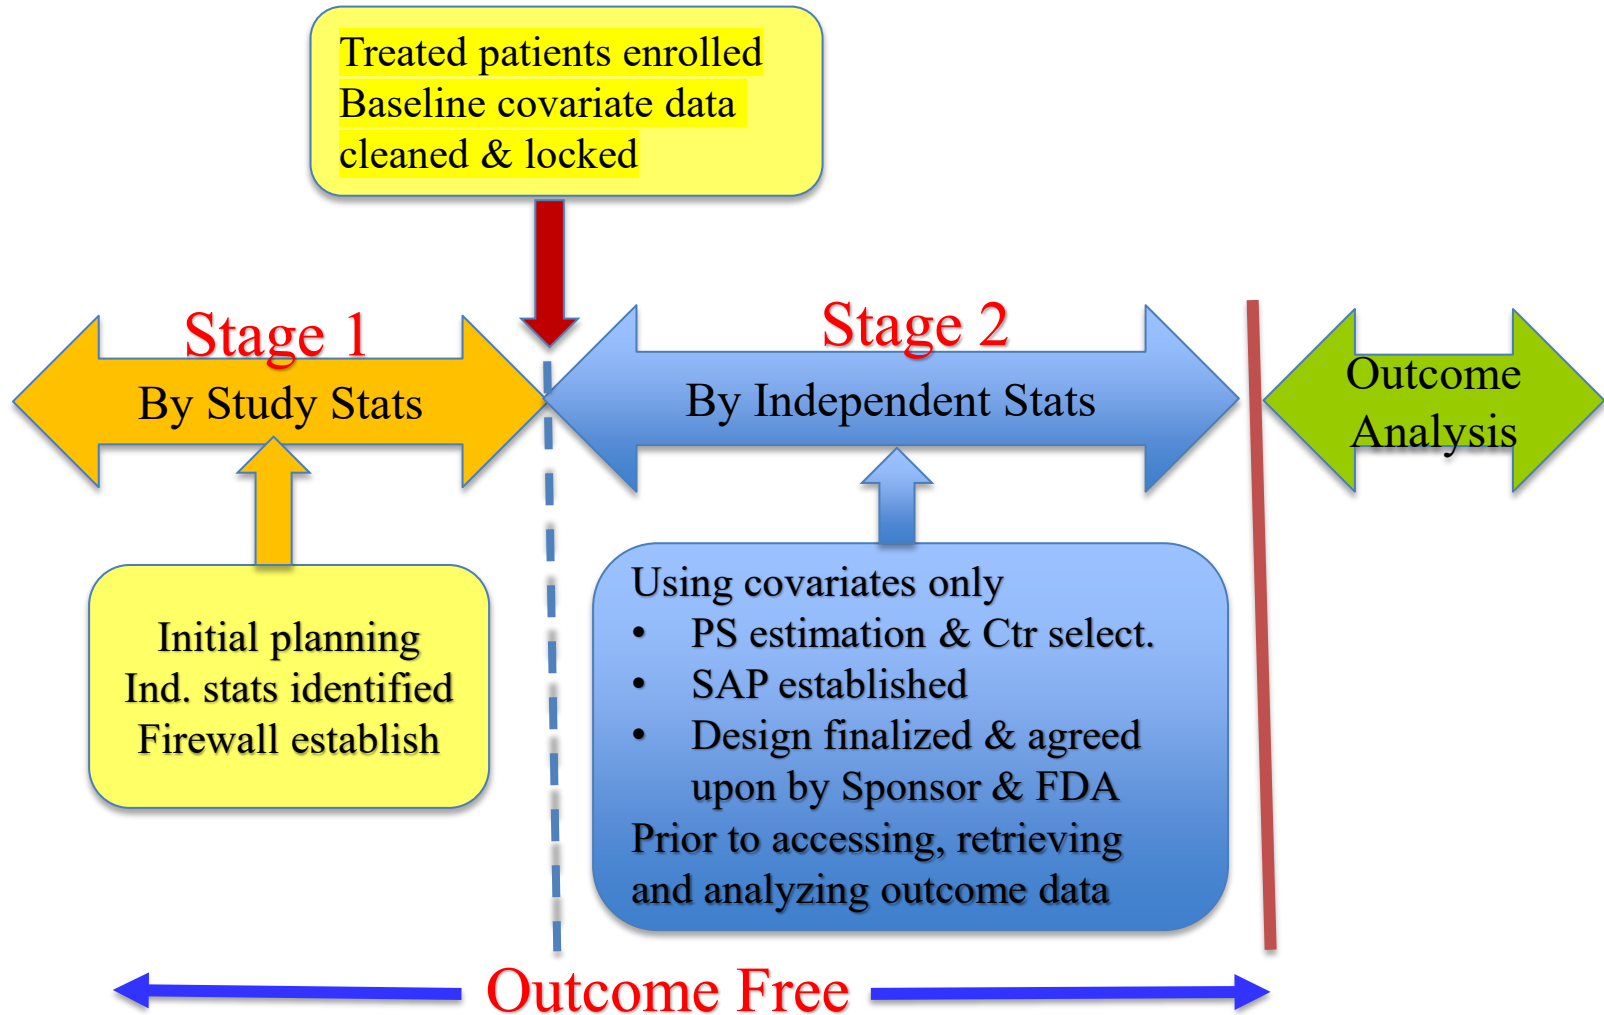 Treated patients enrolled
Baseline covariate data
cleaned & locked
Stage 1
By Study Stats
Stage 2
By Independent Stats
Outcome
Analysis
Initial planning
Ind. stats identified
Firewall establish
Using covariates only
• PS estimation & Ctr select.
• SAP established
• Design finalized & agreed
upon by Sponsor & FDA
Prior to accessing, retrieving
and analyzing outcome data
Outcome Free